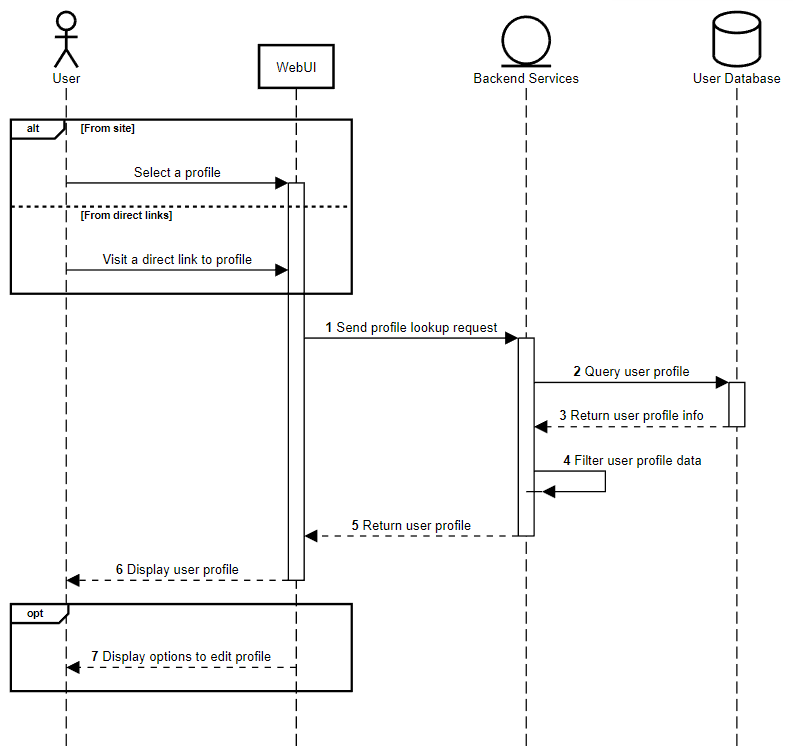 User
WebUI
Backend Services
User Database
alt
[From site]
Select a profile
[From direct links]
Visit a direct link to profile
1 Send profile lookup request
2 Query user profile
3 Return user profile info
4 Filter user profile data
5 Return user profile
6 Display user profile
opt
7 Display options to edit profile